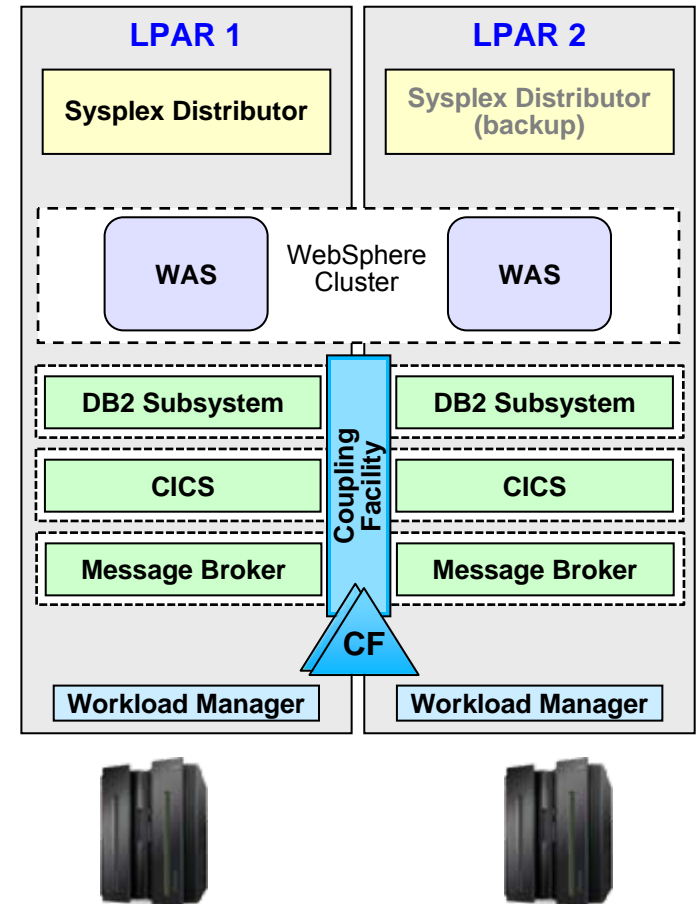 LPAR 1
LPAR 2
Sysplex Distributor
Sysplex Distributor
(backup)
WAS
WebSphere
Cluster
WAS
DB2 Subsystem
DB2 Subsystem
Coupling
Facility
CICS
CICS
Message Broker
Message Broker
CF
Workload Manager
Workload Manager